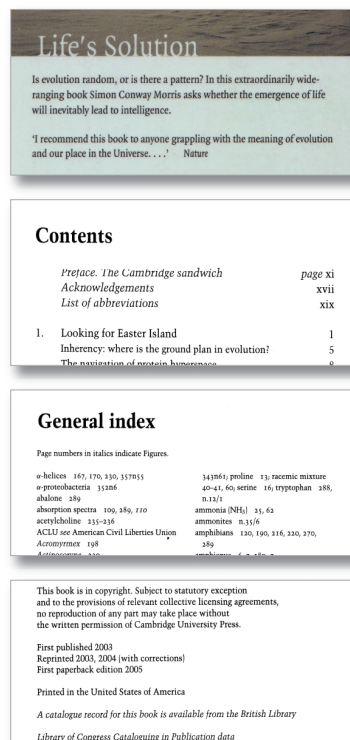 Life's Solution
Is evolution random, or is there a pattern? In this extraordinarily wide-
ranging book Simon Conway Morris asks whether the emergence of life
will inevitably lead to intelligence.
'I recommend this book to anyone grappling with the meaning of evolution
and our place in the Universe. . . .' Nature
Contents
Preface. The Cambridge sandwich page xi
Acknowledgements xvii
List of abbreviations xix
1. Looking for Easter Island 1
Inherency: where is the ground plan in evolution? 5
The navigation of protein hyperspace 8
General index
Page numbers in italics indicate Figures.
α-helices 167, 170, 230, 357n55
α-proteobacteria 352n6
abalone 289
absorption spectra 109, 289, 110
acetylcholine 235–236
ACLU see American Civil Liberties Union
Acromyrmex 198
343n61; proline 13; racemic mixture
40–41, 60; serine 16; tryptophan 288,
n.12/1
ammonia (NH₃) 25, 62
ammonites n.35/6
amphibians 120, 190, 216, 220, 270,
289
This book is in copyright. Subject to statutory exception
and to the provisions of relevant collective licensing agreements,
no reproduction of any part may take place without
the written permission of Cambridge University Press.
First published 2003
Reprinted 2003, 2004 (with corrections)
First paperback edition 2005
Printed in the United States of America
A catalogue record for this book is available from the British Library
Library of Congress Cataloguing in Publication data